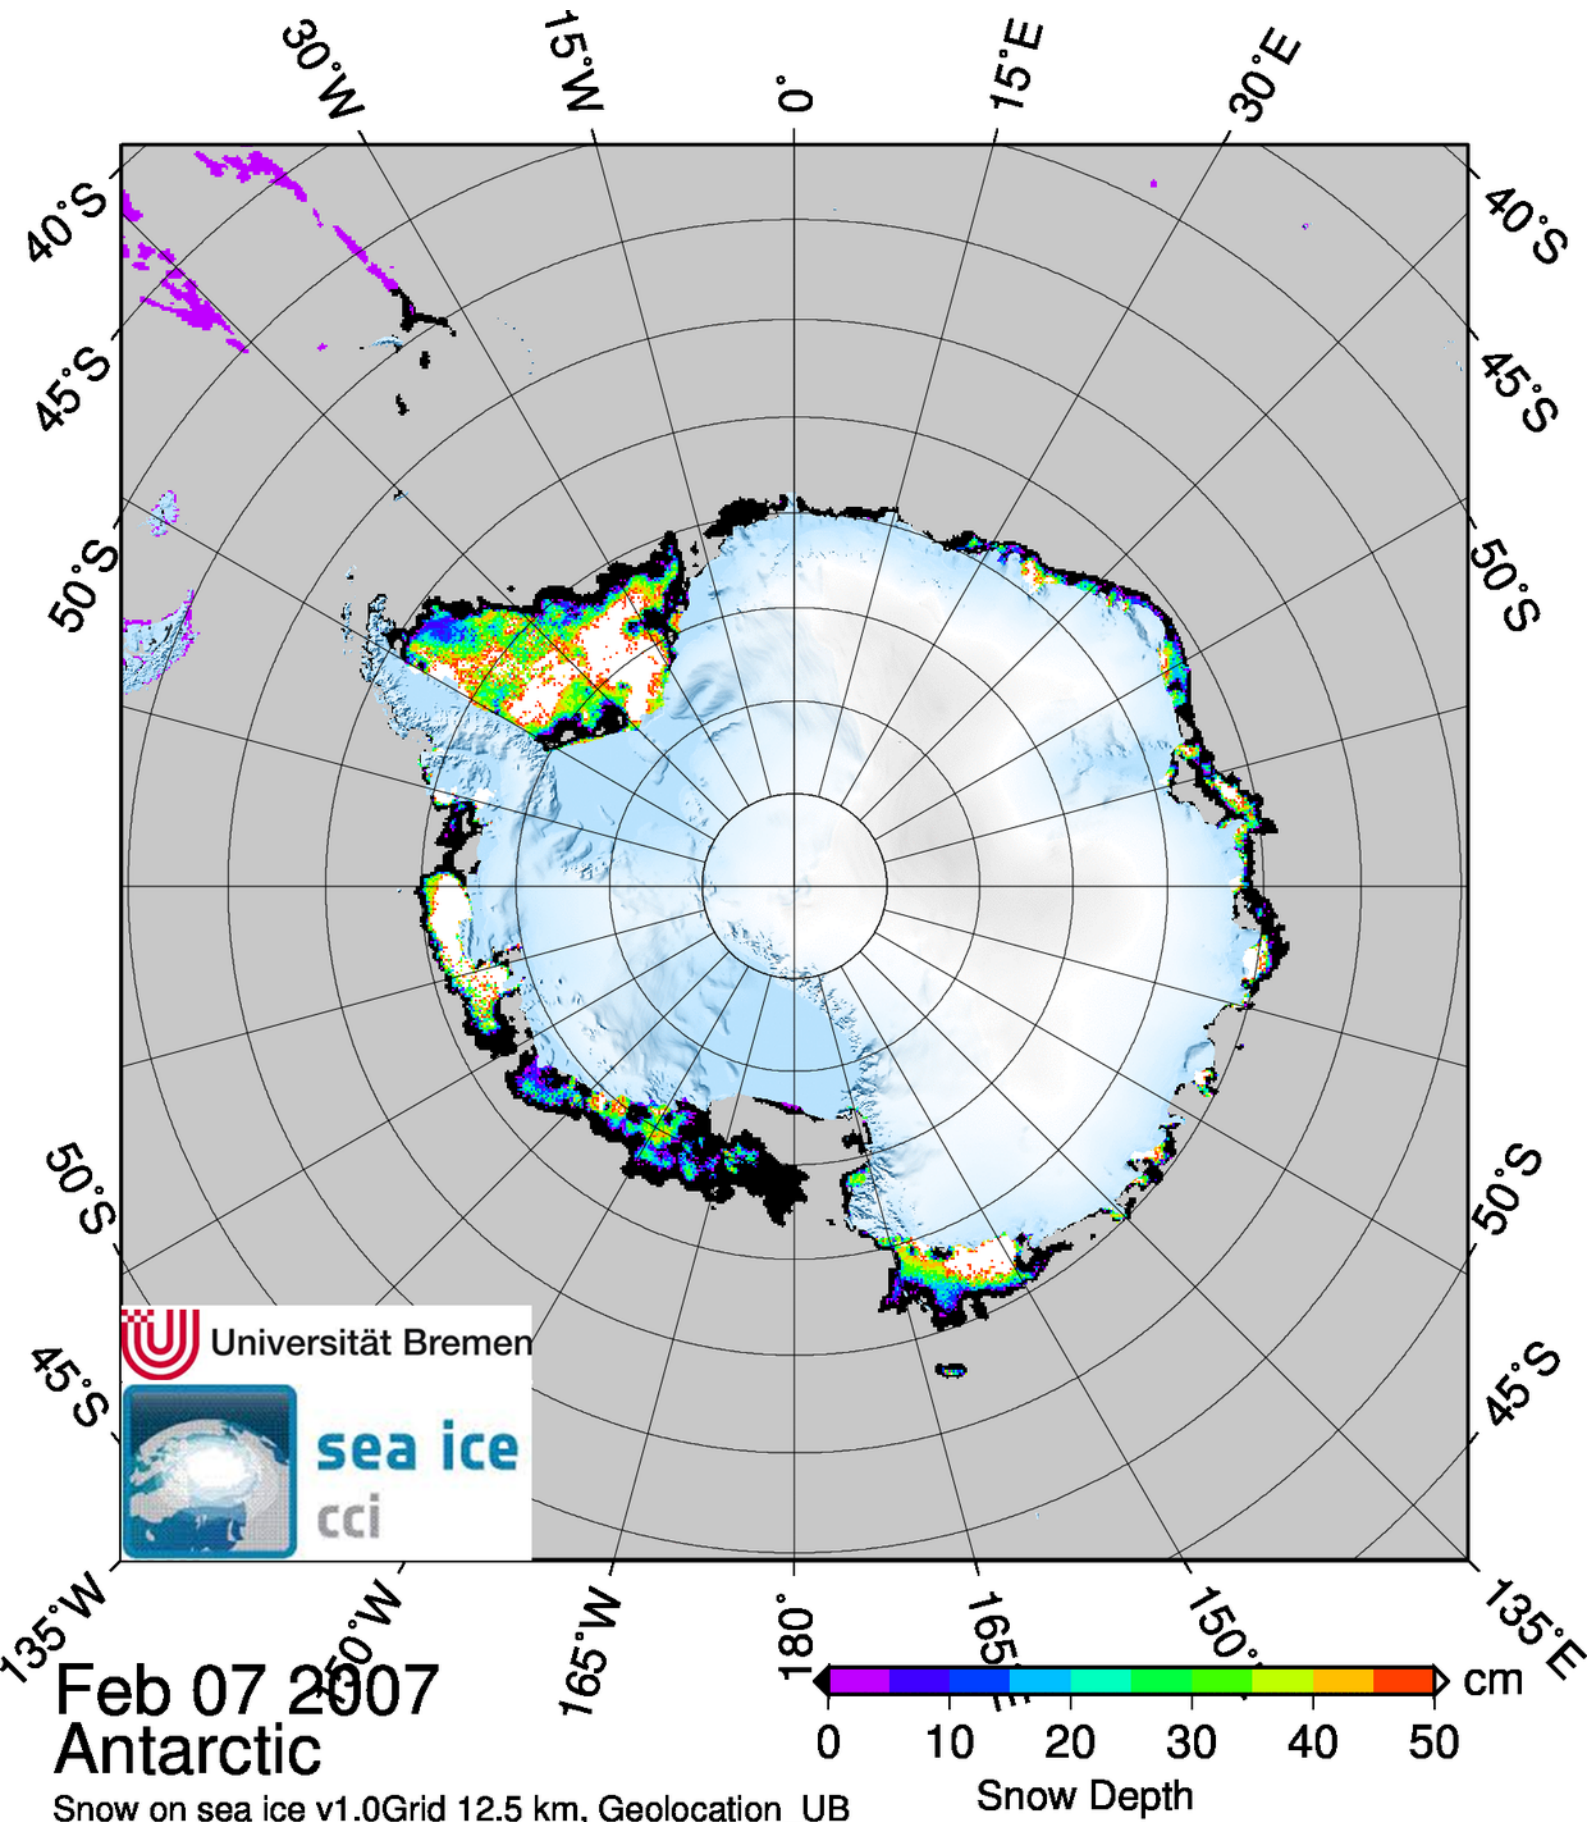 30°W 15°W 0° 15°E 30°E
40°S 40°S
45°S 45°S
50°S 50°S
50°S 50°S
45°S 45°S
Universität Bremen
sea ice
cci
135°W 165°W 180° 165° 150° 135°E
Feb 07 2007
Antarctic
cm
0 10 20 30 40 50
Snow Depth
Snow on sea ice v1.0Grid 12.5 km, Geolocation UB